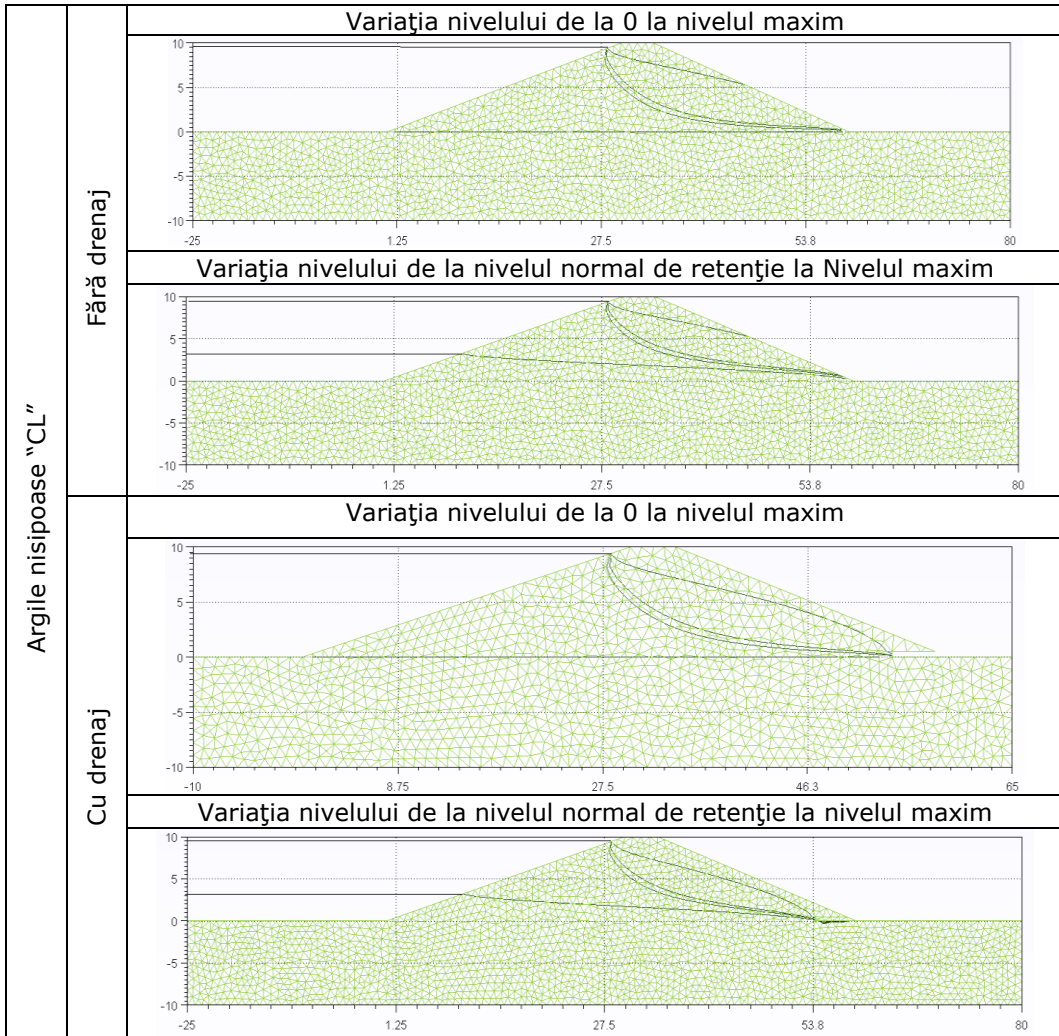 Argile nisipoase “CL”
Fără drenaj
Variaţia nivelului de la 0 la nivelul maxim
10
5
0
-5
-10
-25 1.25 27.5 53.8 80
Variaţia nivelului de la nivelul normal de retenţie la Nivelul maxim
10
5
0
-5
-10
-25 1.25 27.5 53.8 80
Cu drenaj
Variaţia nivelului de la 0 la nivelul maxim
10
5
0
-5
-10
-10 8.75 27.5 46.3 65
Variaţia nivelului de la nivelul normal de retenţie la nivelul maxim
10
5
0
-5
-10
-25 1.25 27.5 53.8 80